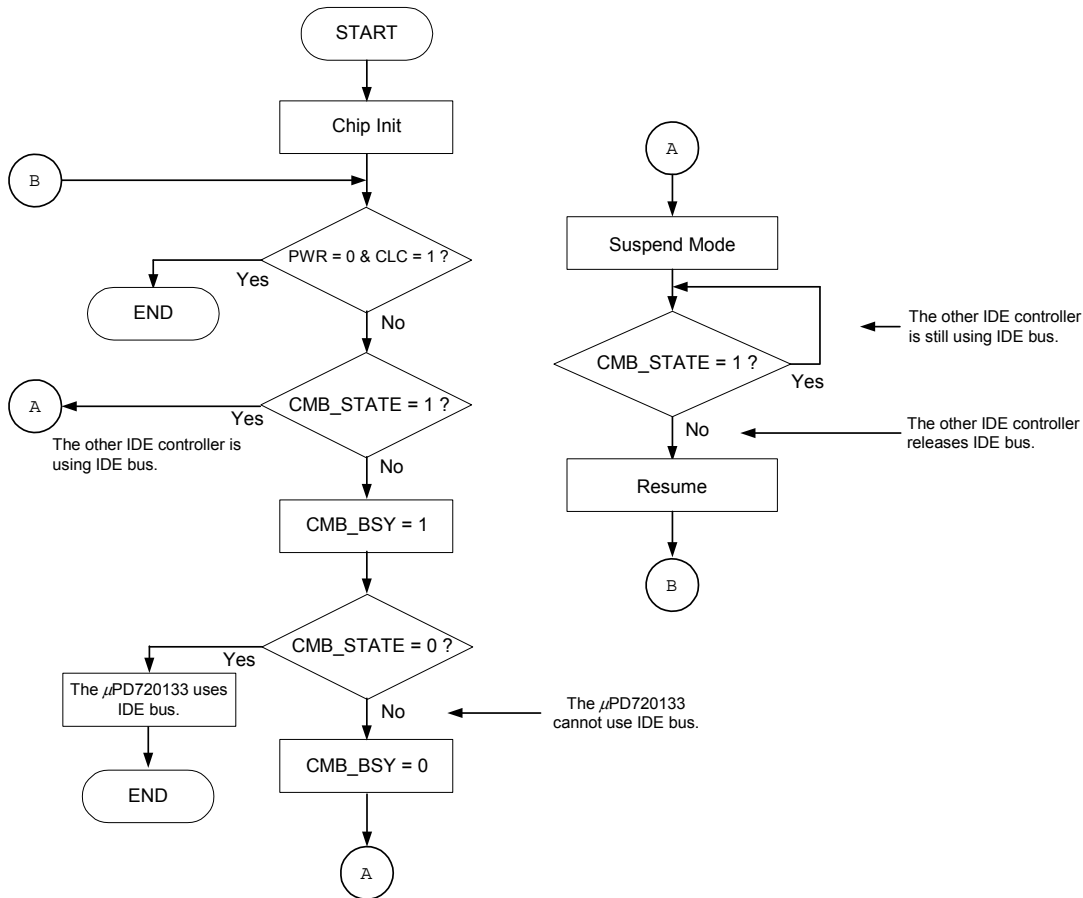 START
Chip Init
B
PWR = 0 & CLC = 1 ?
Yes
END
No
A
CMB_STATE = 1 ?
Yes
The other IDE controller is
using IDE bus.
No
CMB_BSY = 1
CMB_STATE = 0 ?
Yes
The μPD720133 uses
IDE bus.
END
No
The μPD720133
cannot use IDE bus.
CMB_BSY = 0
A
A
Suspend Mode
The other IDE controller
is still using IDE bus.
CMB_STATE = 1 ?
Yes
No
The other IDE controller
releases IDE bus.
Resume
B